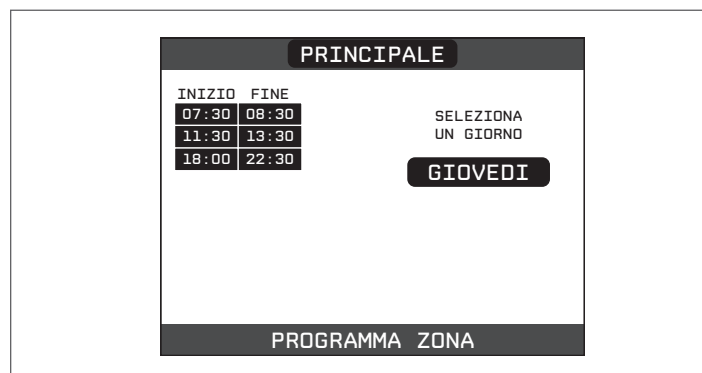 PRINCIPALE
INIZIO FINE
07:30 08:30
11:30 13:30
18:00 22:30
SELEZIONA
UN GIORNO
GIOVEDI
PROGRAMMA ZONA